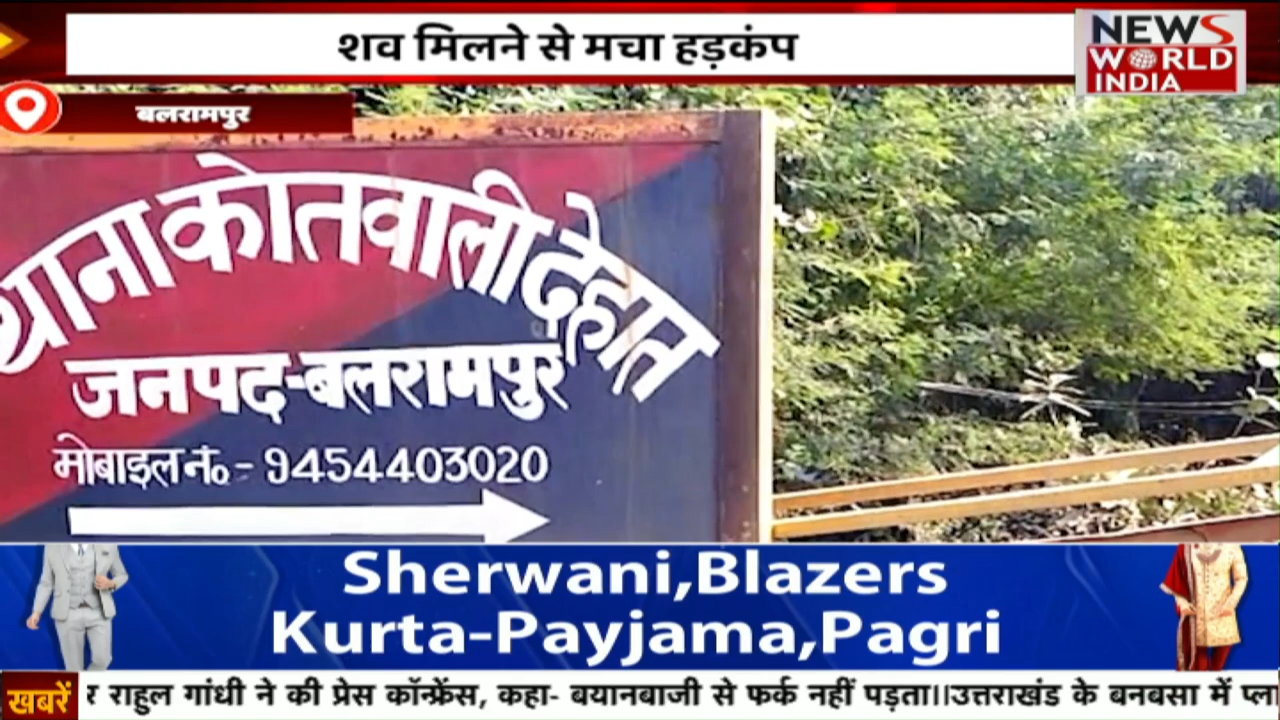 शव मिलने से मचा हड़कंप
NEWS
WORLD
INDIA
बलरामपुर
थाना कोतवाली देहात
जनपद-बलरामपुर
मोबाइल नं०-9454403020
Sherwani,Blazers
Kurta-Payjama,Pagri
खबरें
र राहुल गांधी ने की प्रेस कॉन्फ्रेंस, कहा- बयानबाजी से फर्क नहीं पड़ता||उत्तराखंड के बनबसा में प्ला